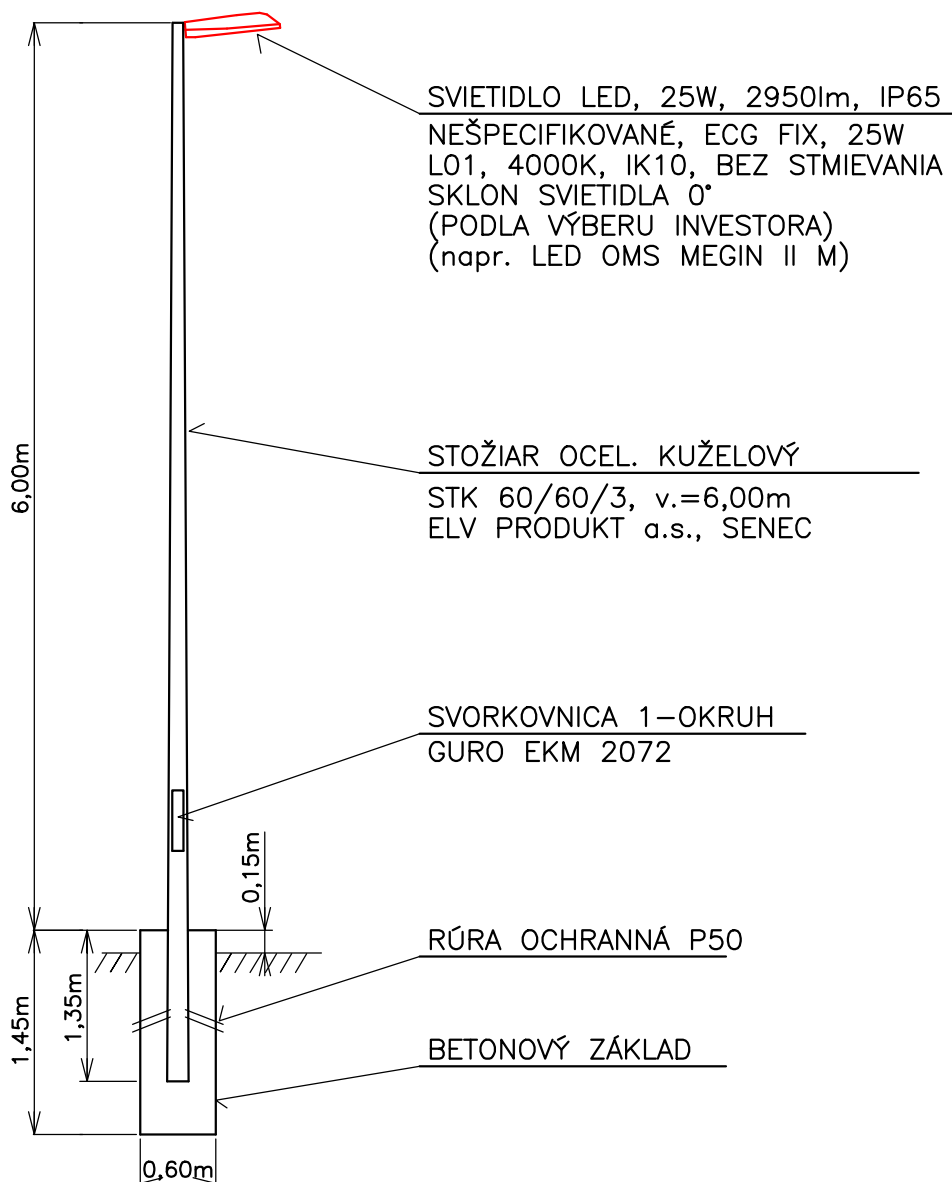 SVIETIDLO LED, 25W, 2950lm, IP65
NEŠPECIFIKOVANÉ, ECG FIX, 25W
L01, 4000K, IK10, BEZ STMIEVANIA
SKLON SVIETIDLA 0°
(PODLA VÝBERU INVESTORA)
(napr. LED OMS MEGIN II M)
6,00m
STOŽIAR OCEL. KUŽELOVÝ
STK 60/60/3, v.=6,00m
ELV PRODUKT a.s., SENEC
SVORKOVNICA 1-OKRUH
GURO EKM 2072
0,15m
RÚRA OCHRANNÁ P50
1,45m
1,35m
BETONOVÝ ZÁKLAD
0,60m